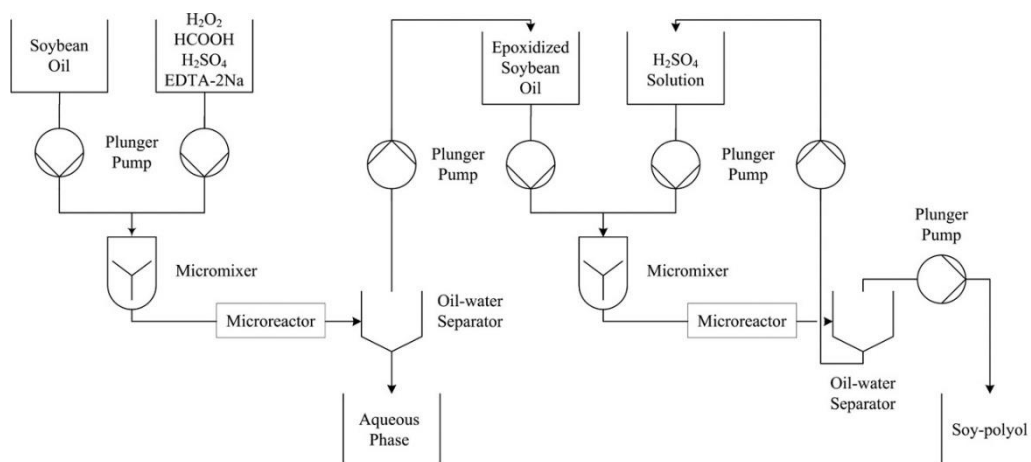 Soybean
Oil
H₂O₂
HCOOH
H₂SO₄
EDTA-2Na
Epoxidized
Soybean
Oil
H₂SO₄
Solution
Plunger
Pump
Plunger
Pump
Plunger
Pump
Plunger
Pump
Micromixer
Micromixer
Microreactor
Oil-water
Separator
Microreactor
Oil-water
Separator
Aqueous
Phase
Soy-polyol